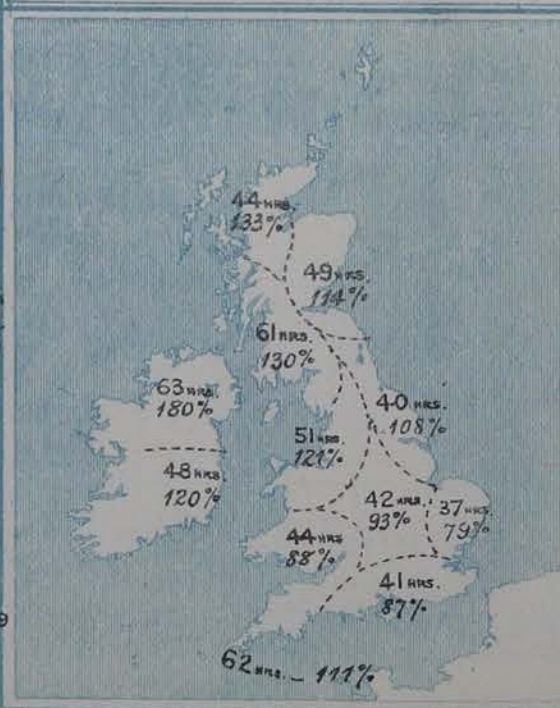 44 HRS.
133%
49 HRS.
114%
61 HRS.
130%
63 HRS.
180%
40 HRS.
108%
51 HRS.
121%
48 HRS.
120%
42 HRS.
93%
37 HRS.
79%
44 HRS
88%
41 HRS.
87%
62 HRS. _ 111%
9